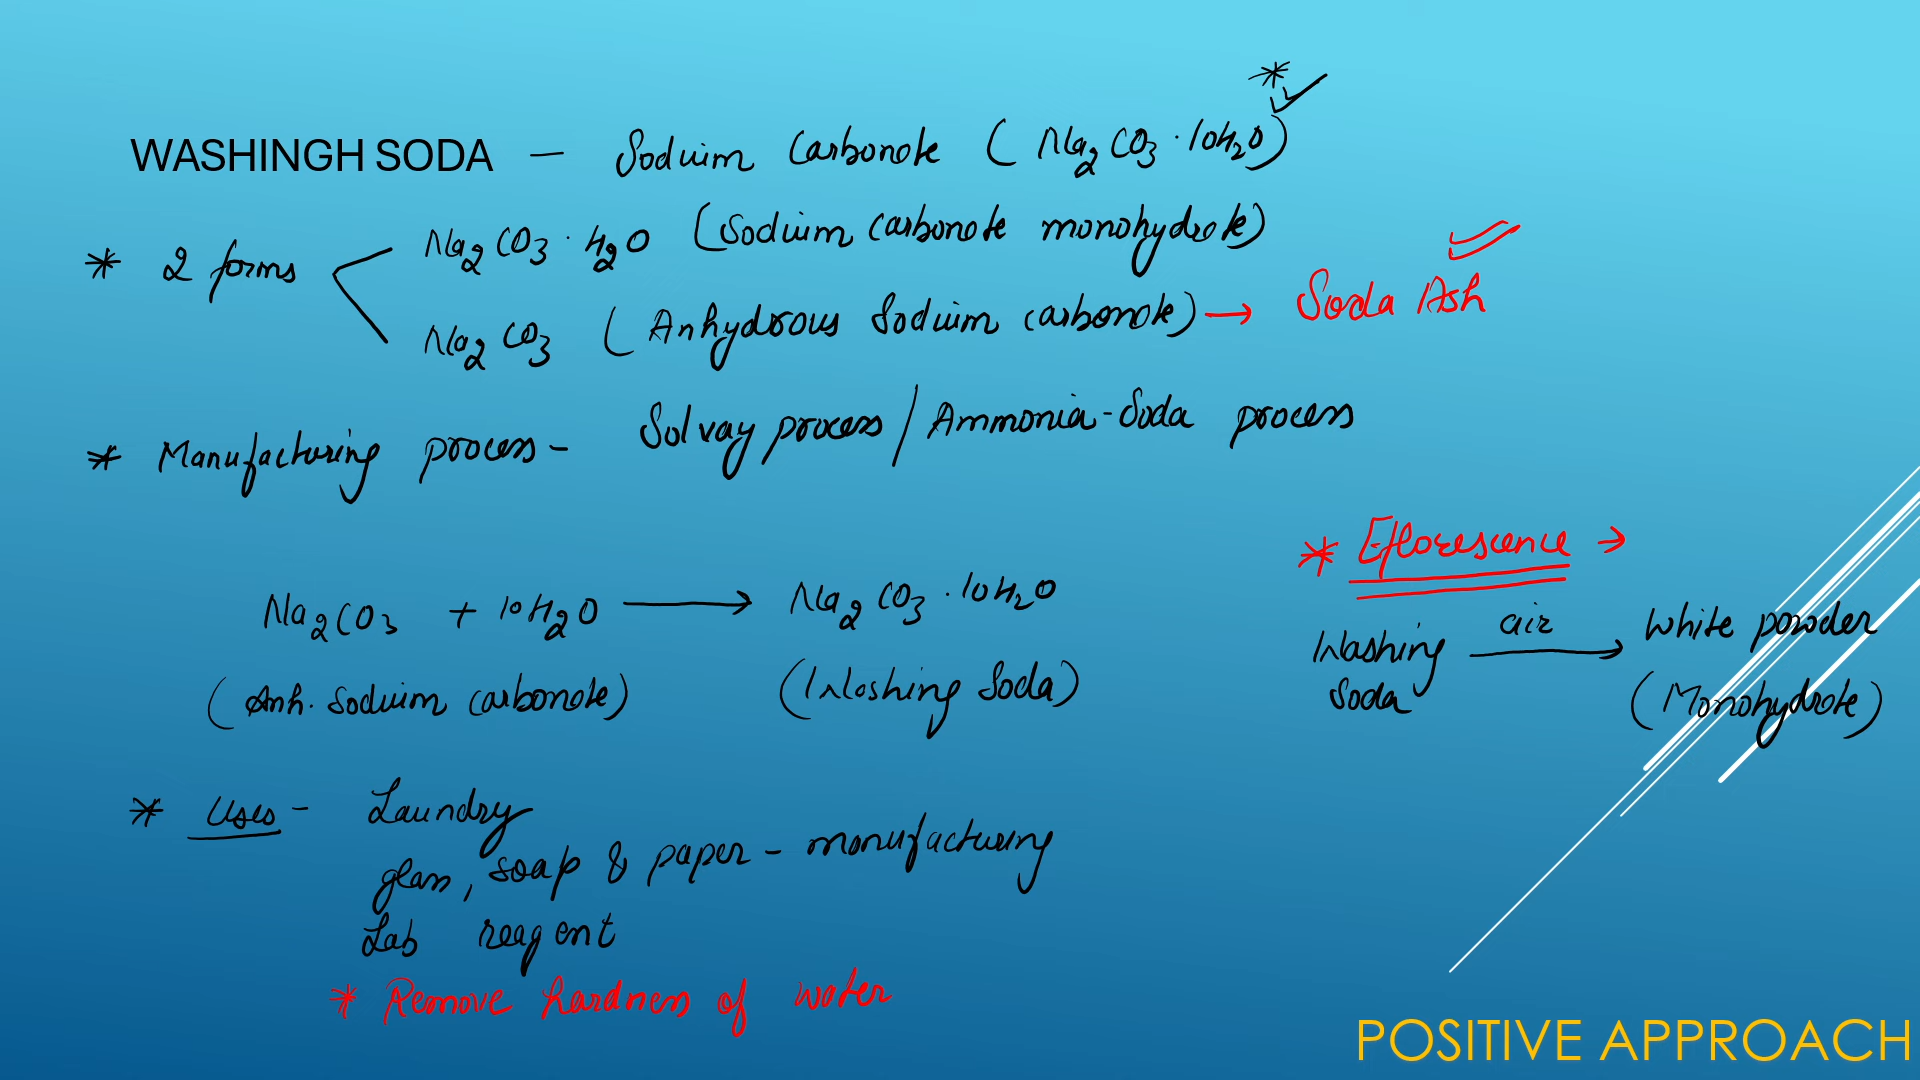 WASHINGH SODA — Sodium Carbonate ( Na₂CO₃·10H₂O )
* 2 forms
Na₂CO₃·H₂O (Sodium Carbonate monohydrate)
Na₂CO₃ (Anhydrous Sodium Carbonate) → Soda Ash
* Manufacturing process - Solvay process / Ammonia-Soda process
* Eflorescence →
Na₂CO₃ + 10H₂O → Na₂CO₃·10H₂O
(Anh. Sodium Carbonate) (Washing Soda)
Washing Soda air → White powder
(Monohydrate)
* Uses - Laundry
glass, soap & paper - manufacturing
Lab reagent
* Remove hardness of water
POSITIVE APPROACH